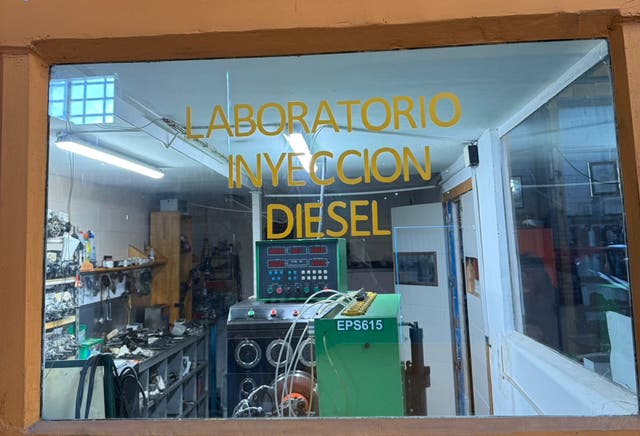 LABORATORIO
INYECCION
DIESEL
EPS615